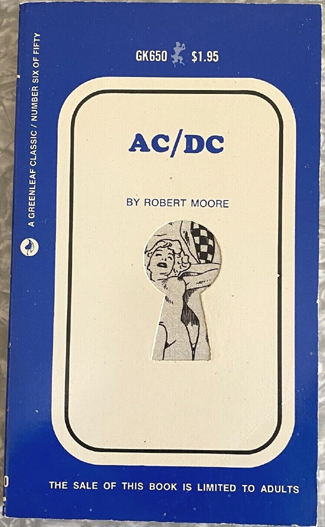 GK650 $1.95
A GREENLEAF CLASSIC / NUMBER SIX OF FIFTY
AC/DC
BY ROBERT MOORE
THE SALE OF THIS BOOK IS LIMITED TO ADULTS